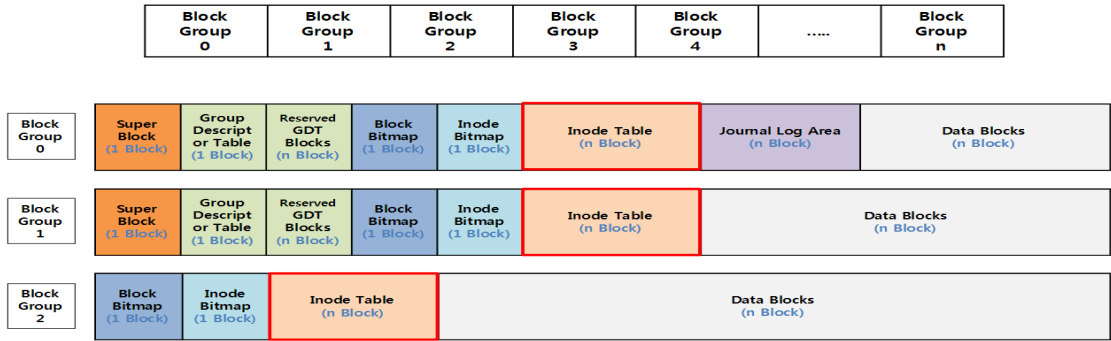 Block
Group
0
Block
Group
1
Block
Group
2
Block
Group
3
Block
Group
4
.....
Block
Group
n
Block
Group
0
Super
Block
(1 Block)
Group
Descript
or Table
(1 Block)
Reserved
GDT
Blocks
(n Block)
Block
Bitmap
(1 Block)
Inode
Bitmap
(1 Block)
Inode Table
(n Block)
Journal Log Area
(n Block)
Data Blocks
(n Block)
Block
Group
1
Super
Block
(1 Block)
Group
Descript
or Table
(1 Block)
Reserved
GDT
Blocks
(n Block)
Block
Bitmap
(1 Block)
Inode
Bitmap
(1 Block)
Inode Table
(n Block)
Data Blocks
(n Block)
Block
Group
2
Block
Bitmap
(1 Block)
Inode
Bitmap
(1 Block)
Inode Table
(n Block)
Data Blocks
(n Block)